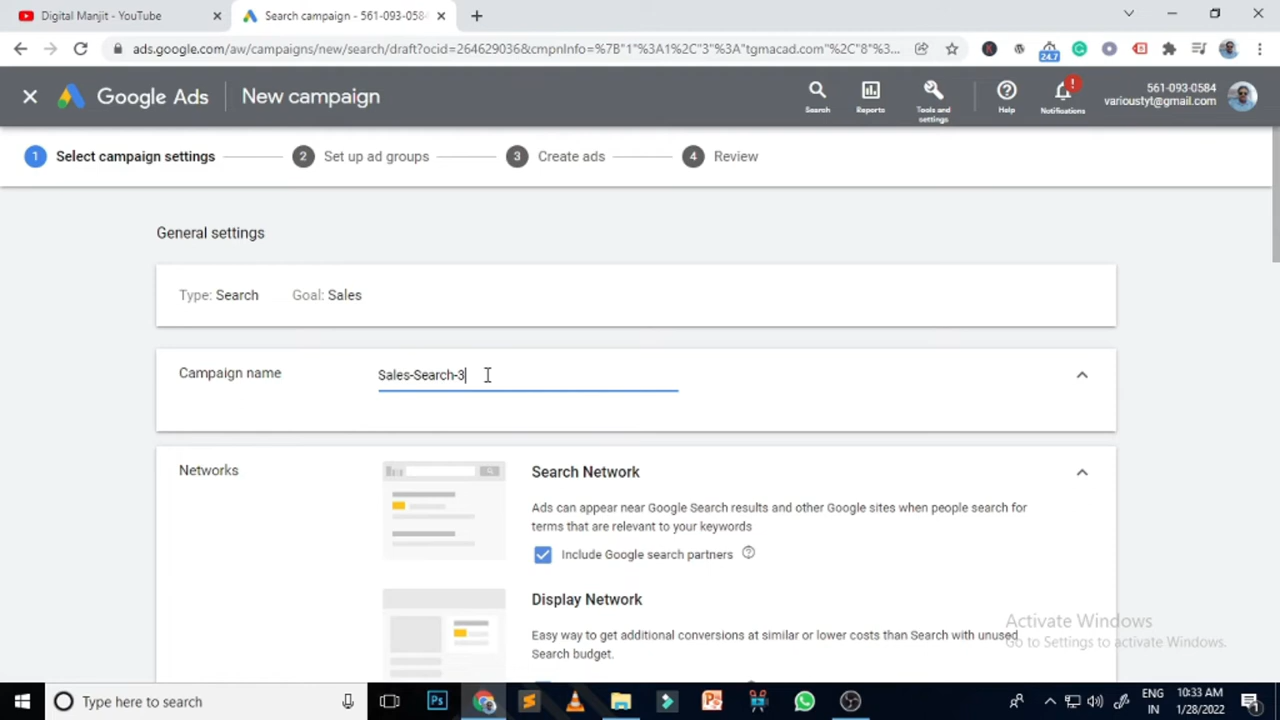 Digital Manjit - YouTube
Search campaign - 561-093-0584
ads.google.com/aw/campaigns/new/search/draft?ocid=264629036&cmpnInfo=%7B"1"%3A1%2C"3"%3A"tgmacad.com"%2C"8"%3...
24.7
Google Ads
New campaign
Search
Reports
Tools and settings
Help
!
Notifications
561-093-0584
varioustyt@gmail.com
1 Select campaign settings
2 Set up ad groups
3 Create ads
4 Review
General settings
Type: Search Goal: Sales
Campaign name
Sales-Search-3
Networks
Search Network
Ads can appear near Google Search results and other Google sites when people search for
terms that are relevant to your keywords
Include Google search partners
Display Network
Easy way to get additional conversions at similar or lower costs than Search with unused
Search budget.
Activate Windows
Go to Settings to activate Windows.
Type here to search
Ps
ENG
IN
10:33 AM
1/28/2022